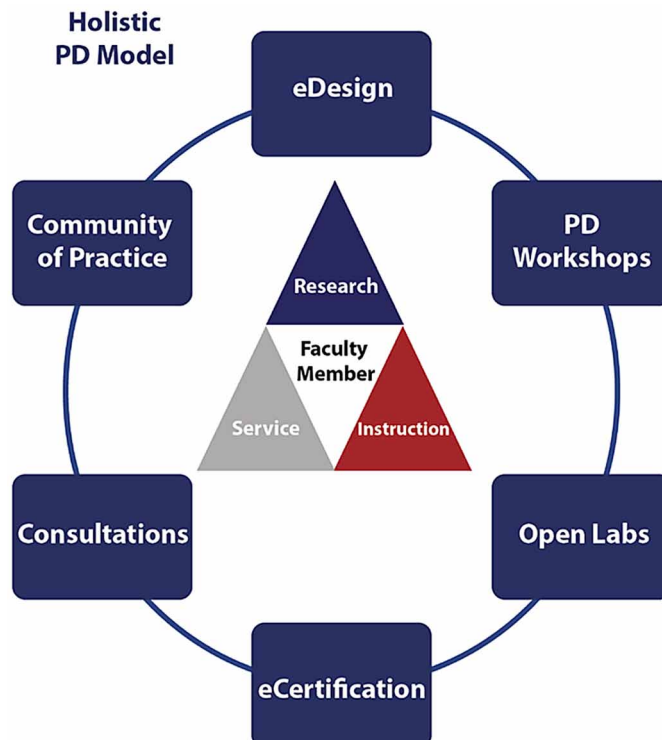 Holistic
PD Model
eDesign
Community
of Practice
PD
Workshops
Research
Faculty
Member
Service
Instruction
Consultations
Open Labs
eCertification